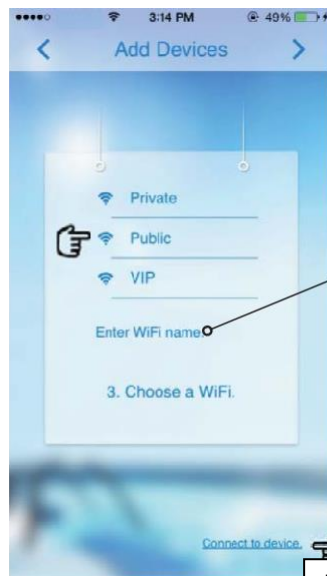 3:14 PM 49%
Add Devices
Private
Public
VIP
Enter WiFi name.
3. Choose a WiFi.
Connect to device.